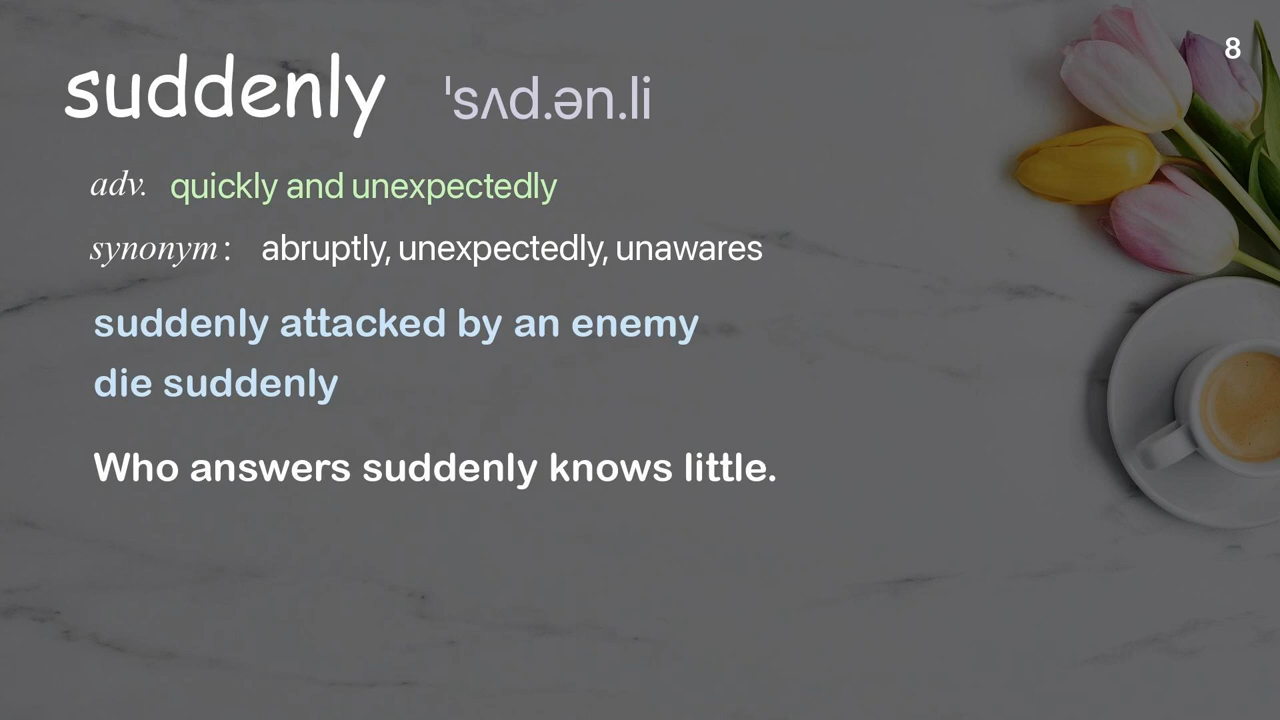 8
suddenly ˈsʌd.ən.li
adv. quickly and unexpectedly
synonym : abruptly, unexpectedly, unawares
suddenly attacked by an enemy
die suddenly
Who answers suddenly knows little.